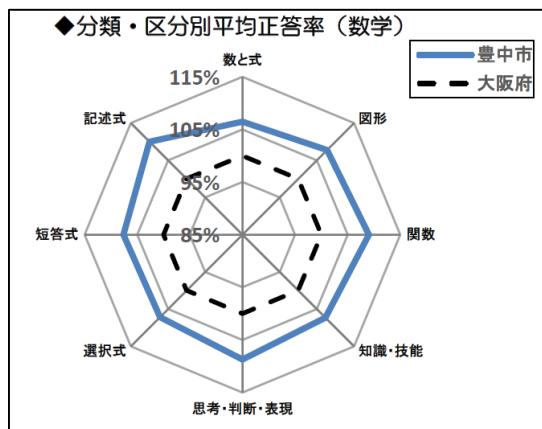 ◆分類・区分別平均正答率（数学）
豊中市
大阪府
数と式
図形
関数
知識・技能
思考・判断・表現
選択式
短答式
記述式
115%
105%
95%
85%